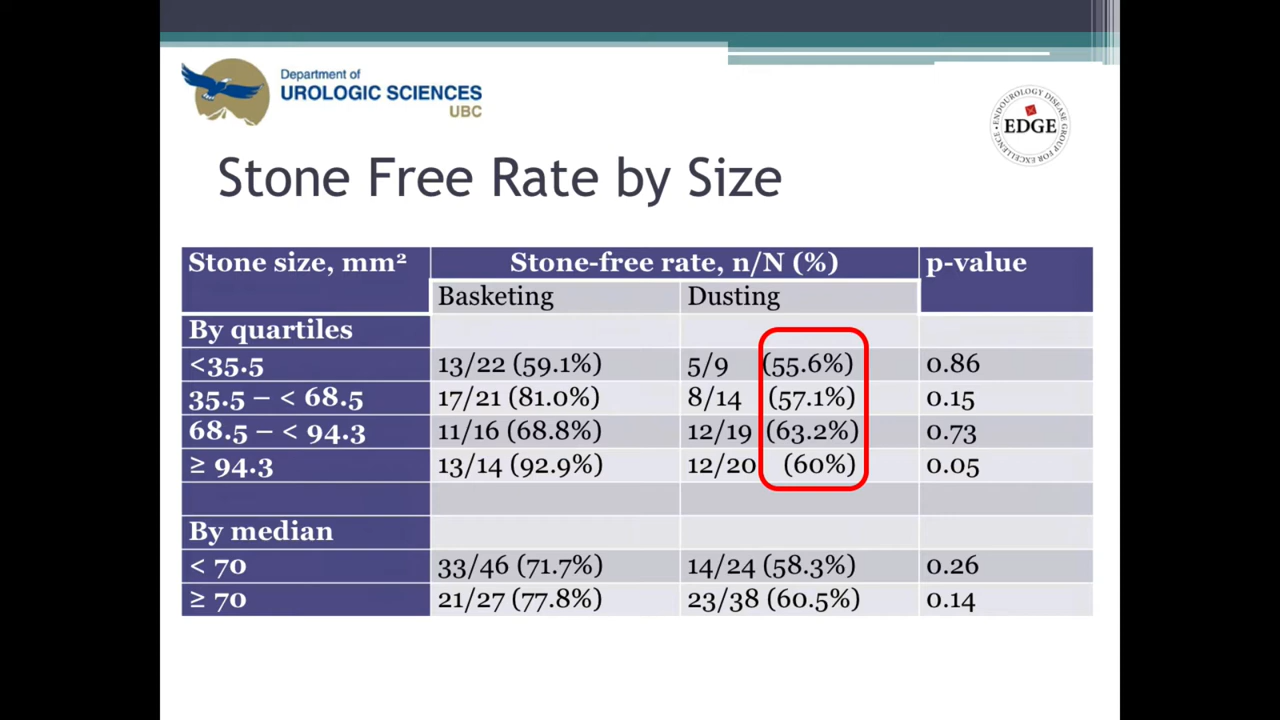 Department of
UROLOGIC SCIENCES
UBC
ENDOUROLOGY DISEASE GROUP FOR EXCELLENCE
EDGE
Stone Free Rate by Size
Stone size, mm² Stone-free rate, n/N (%) p-value
Basketing Dusting
By quartiles
<35.5 13/22 (59.1%) 5/9 (55.6%) 0.86
35.5 – < 68.5 17/21 (81.0%) 8/14 (57.1%) 0.15
68.5 – < 94.3 11/16 (68.8%) 12/19 (63.2%) 0.73
≥ 94.3 13/14 (92.9%) 12/20 (60%) 0.05
By median
< 70 33/46 (71.7%) 14/24 (58.3%) 0.26
≥ 70 21/27 (77.8%) 23/38 (60.5%) 0.14